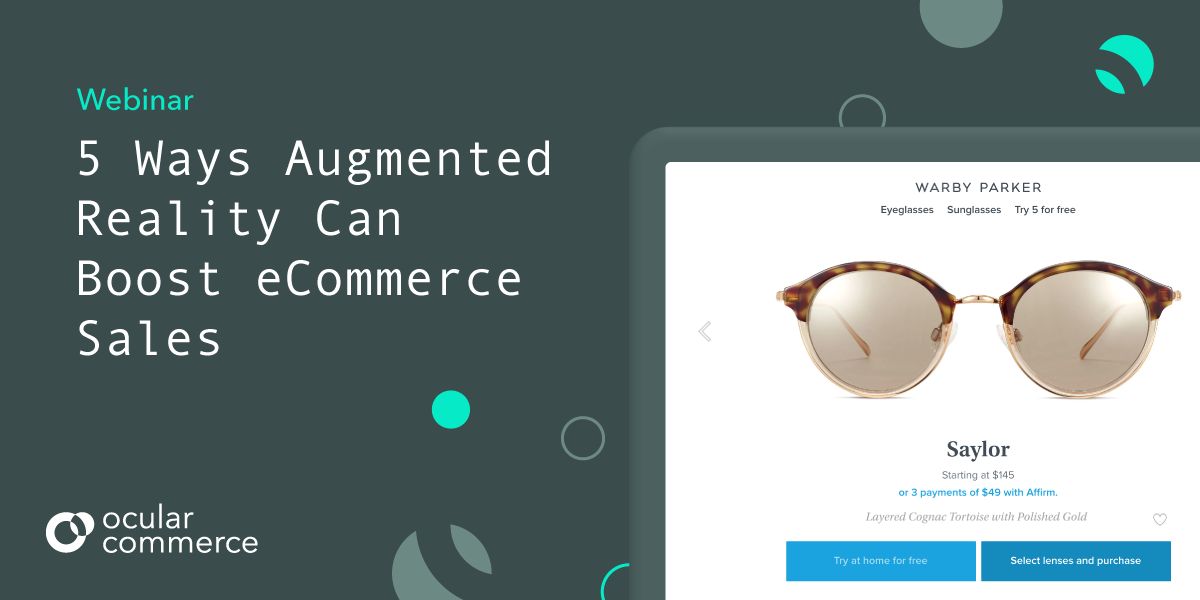 Webinar
5 Ways Augmented
Reality Can
Boost eCommerce
Sales
ocular
commerce
WARBY PARKER
Eyeglasses Sunglasses Try 5 for free
Saylor
Starting at $145
or 3 payments of $49 with Affirm.
Layered Cognac Tortoise with Polished Gold
Try at home for free Select lenses and purchase